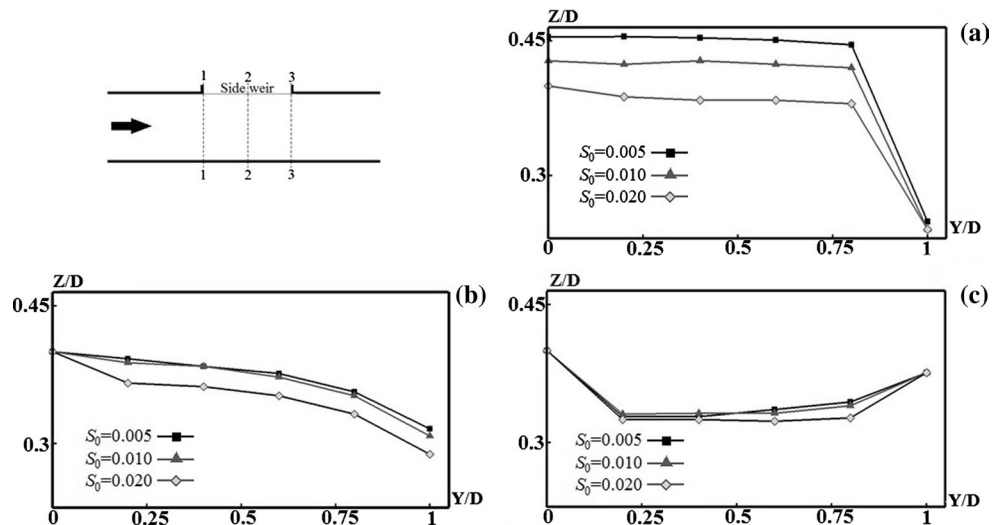 1 2 3
Side weir
1 2 3
Z/D
(a)
0.45
0.3
S₀=0.005
S₀=0.010
S₀=0.020
Y/D
0 0.25 0.5 0.75 1
Z/D
(b)
0.45
0.3
S₀=0.005
S₀=0.010
S₀=0.020
Y/D
0 0.25 0.5 0.75 1
Z/D
(c)
0.45
0.3
S₀=0.005
S₀=0.010
S₀=0.020
Y/D
0 0.25 0.5 0.75 1